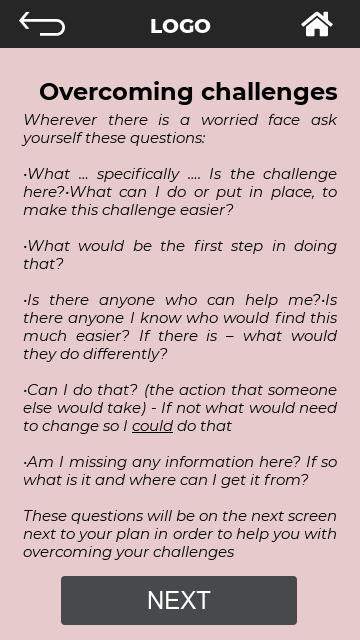 LOGO
Overcoming challenges
Wherever there is a worried face ask
yourself these questions:
•What ... specifically .... Is the challenge
here?•What can I do or put in place, to
make this challenge easier?
•What would be the first step in doing
that?
•Is there anyone who can help me?•Is
there anyone I know who would find this
much easier? If there is – what would
they do differently?
•Can I do that? (the action that someone
else would take) - If not what would need
to change so I could do that
•Am I missing any information here? If so
what is it and where can I get it from?
These questions will be on the next screen
next to your plan in order to help you with
overcoming your challenges
NEXT